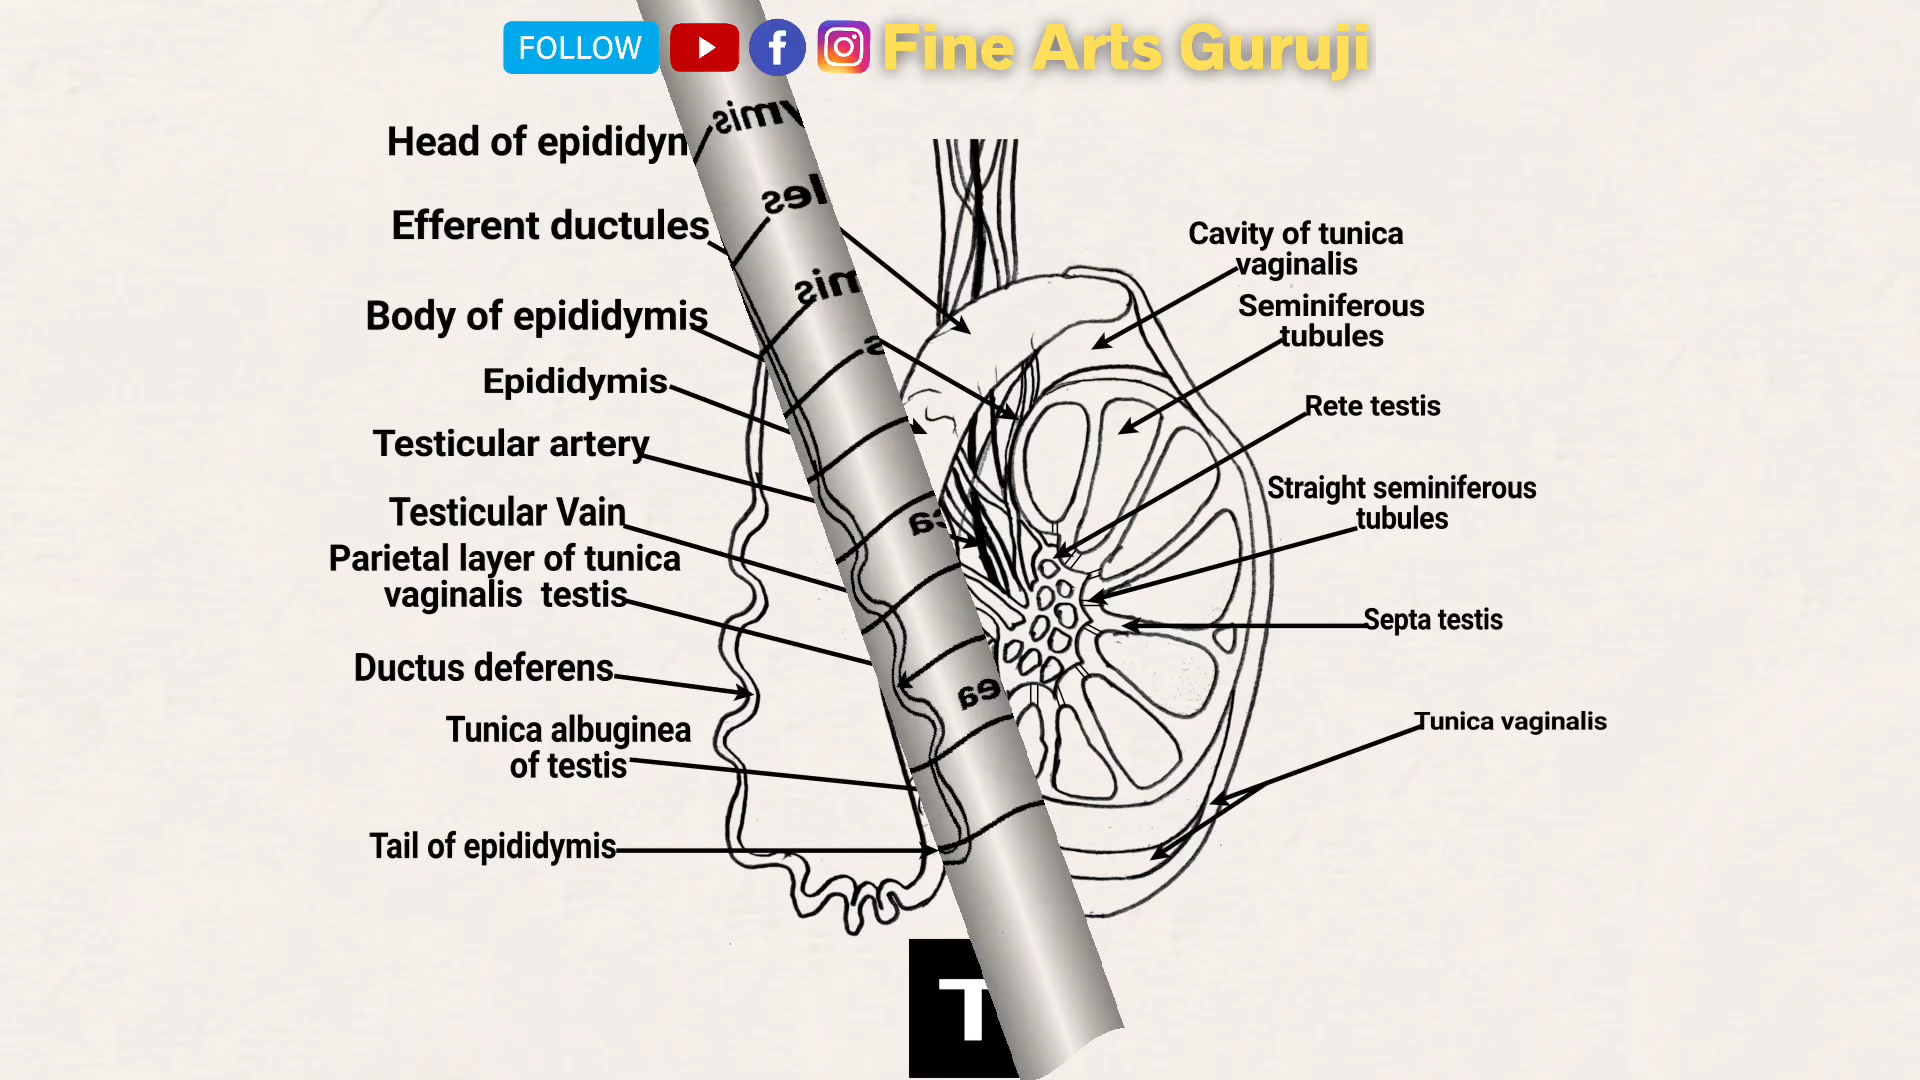 FOLLOW Fine Arts Guruji
Head of epididyn
Efferent ductules
Body of epididymis
Epididymis
Testicular artery
Testicular Vain
Parietal layer of tunica
vaginalis testis
Ductus deferens
Tunica albuginea
of testis
Tail of epididymis
Cavity of tunica
vaginalis
Seminiferous
tubules
Rete testis
Straight seminiferous
tubules
Septa testis
Tunica vaginalis
T